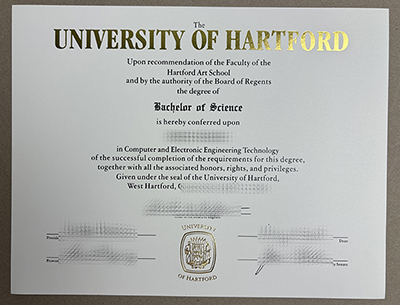 The
UNIVERSITY OF HARTFORD
Upon recommendation of the Faculty of the
Hartford Art School
and by the authority of the Board of Regents
the degree of
Bachelor of Science
is hereby conferred upon
in Computer and Electronic Engineering Technology
of the successful completion of the requirements for this degree,
together with all the associated honors, rights, and privileges.
Given under the seal of the University of Hartford,
West Hartford,
UNIVERSITY
OF HARTFORD
Dean